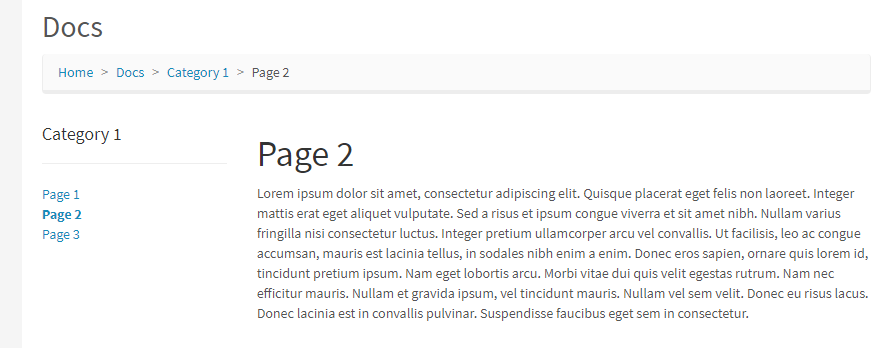 Docs
Home > Docs > Category 1 > Page 2
Category 1
Page 1
Page 2
Page 3
Page 2
Lorem ipsum dolor sit amet, consectetur adipiscing elit. Quisque placerat eget felis non laoreet. Integer
mattis erat eget aliquet vulputate. Sed a risus et ipsum congue viverra et sit amet nibh. Nullam varius
fringilla nisi consectetur luctus. Integer pretium ullamcorper arcu vel convallis. Ut facilisis, leo ac congue
accumsan, mauris est lacinia tellus, in sodales nibh enim a enim. Donec eros sapien, ornare quis lorem id,
tincidunt pretium ipsum. Nam eget lobortis arcu. Morbi vitae dui quis velit egestas rutrum. Nam nec
efficitur mauris. Nullam et gravida ipsum, vel tincidunt mauris. Nullam vel sem velit. Donec eu risus lacus.
Donec lacinia est in convallis pulvinar. Suspendisse faucibus eget sem in consectetur.